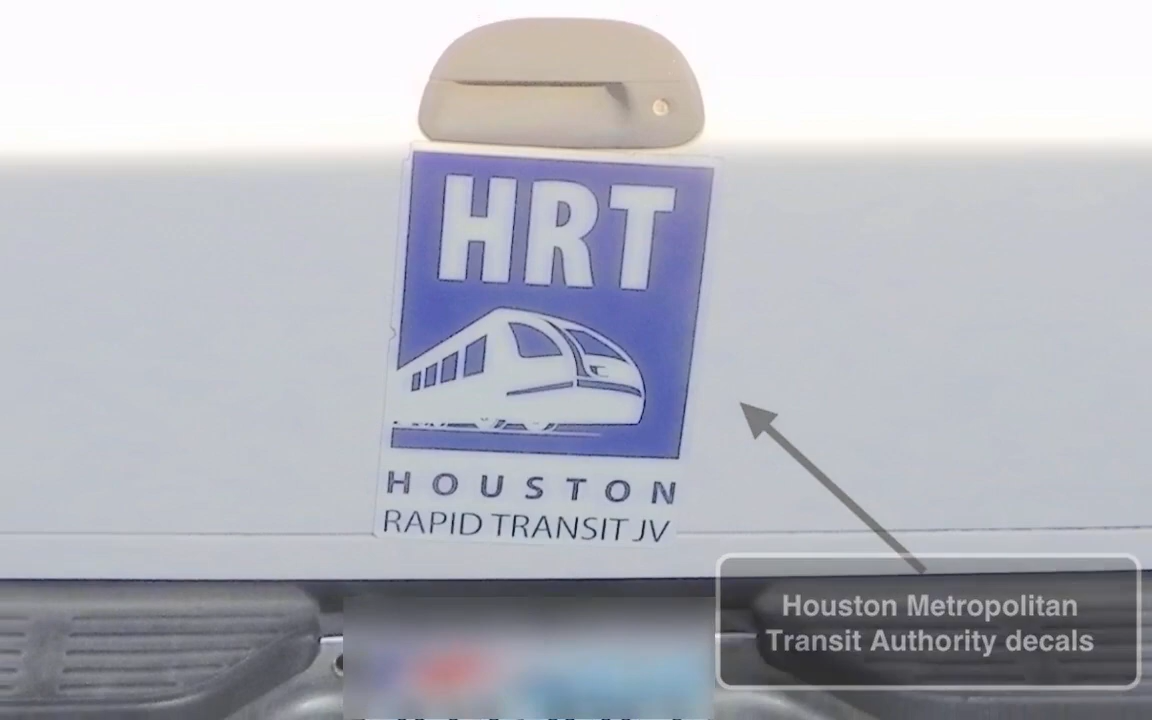 HRT
HOUSTON
RAPID TRANSIT JV
Houston Metropolitan
Transit Authority decals